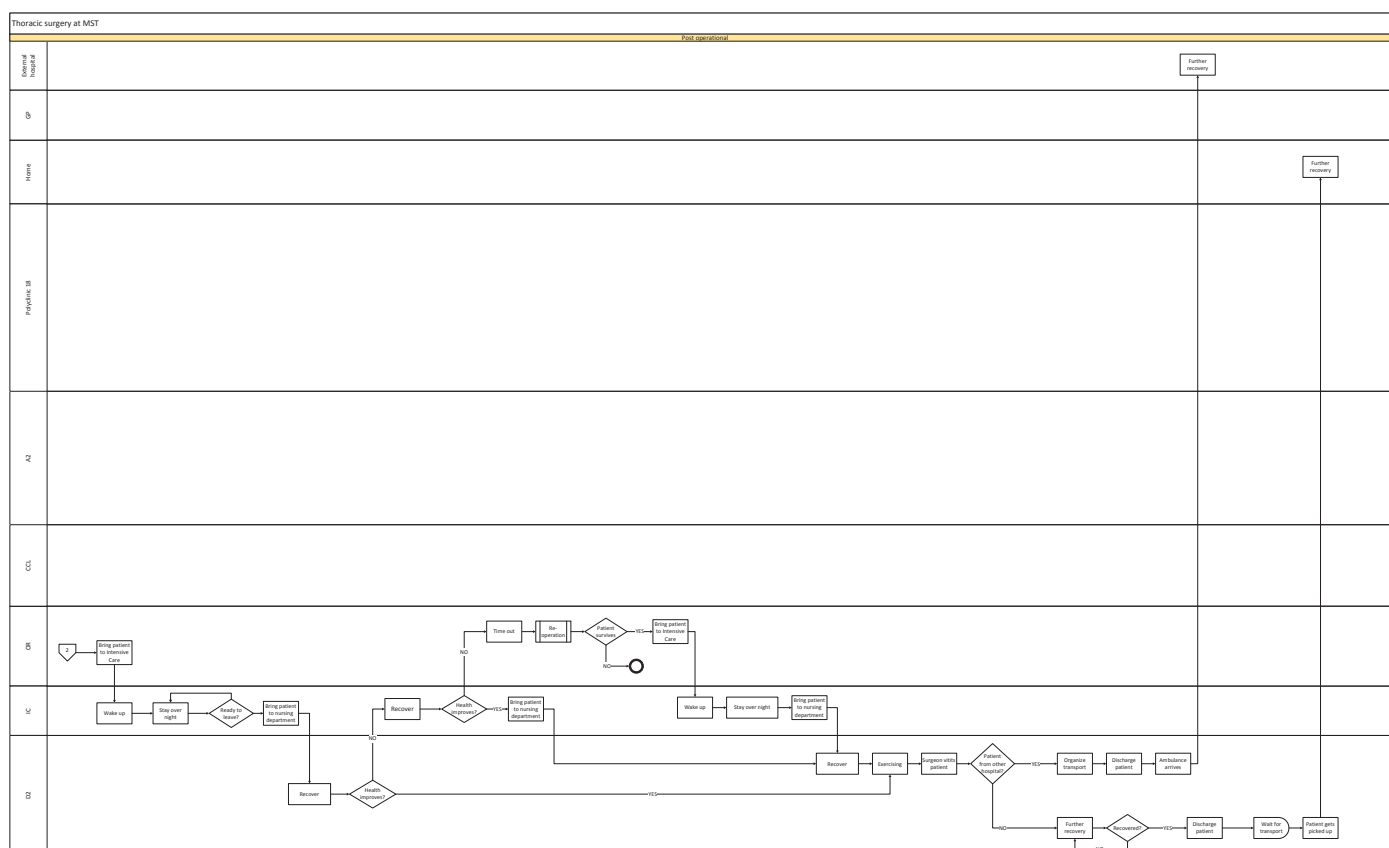 Thoracic surgery at MST
Post operational
External
hospital
Further
recovery
GP
Home
Further
recovery
Polyclinic 18
A2
CCL
OR
2
Bring patient
to Intensive
Care
Time out
Re-
operation
Patient
survives
YES
Bring patient
to Intensive
Care
NO
NO
IC
Wake up
Stay over
night
Ready to
leave?
Bring patient
to nursing
department
Recover
Health
improves?
YES
Bring patient
to nursing
department
Wake up
Stay over night
Bring patient
to nursing
department
NO
D2
Recover
Health
improves?
YES
Recover
Exercising
Surgeon vitits
patient
Patient
from other
hospital?
YES
Organize
transport
Discharge
patient
Ambulance
arrives
NO
Further
recovery
Recovered?
YES
Discharge
patient
Wait for
transport
Patient gets
picked up